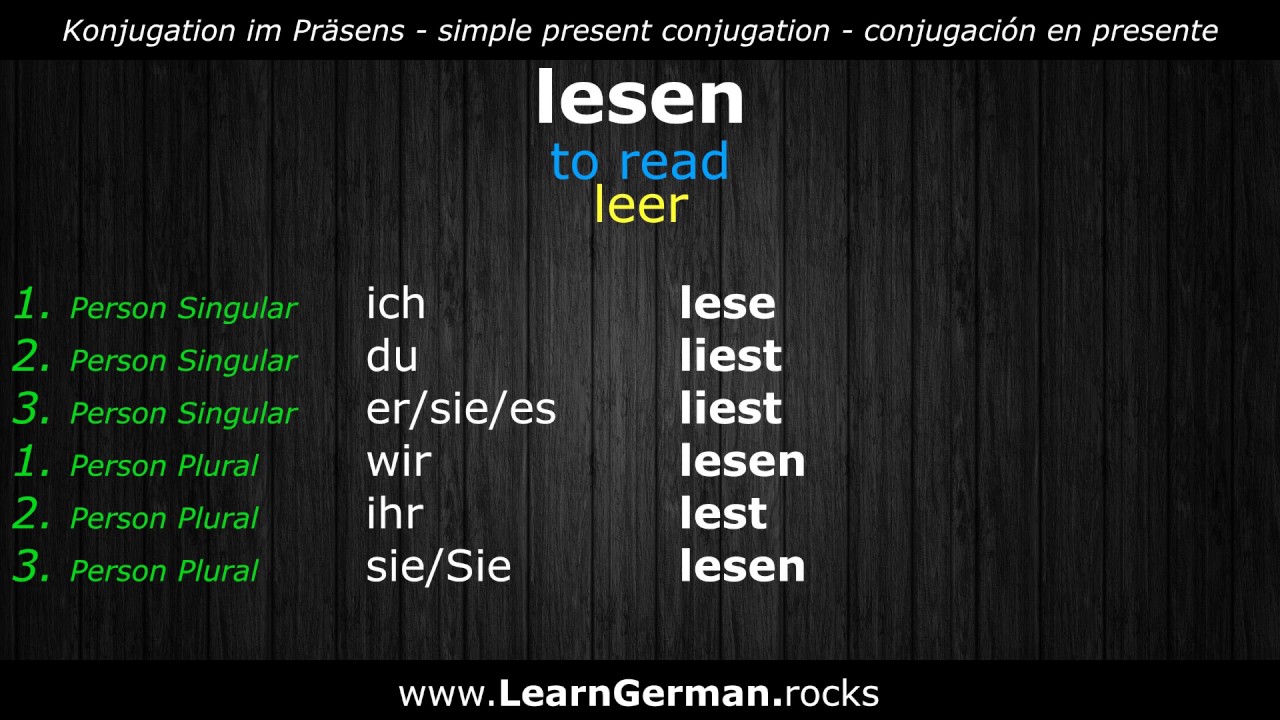 Konjugation im Präsens - simple present conjugation - conjugación en presente
lesen
to read
leer
1. Person Singular ich lese
2. Person Singular du liest
3. Person Singular er/sie/es liest
1. Person Plural wir lesen
2. Person Plural ihr lest
3. Person Plural sie/Sie lesen
www.LearnGerman.rocks